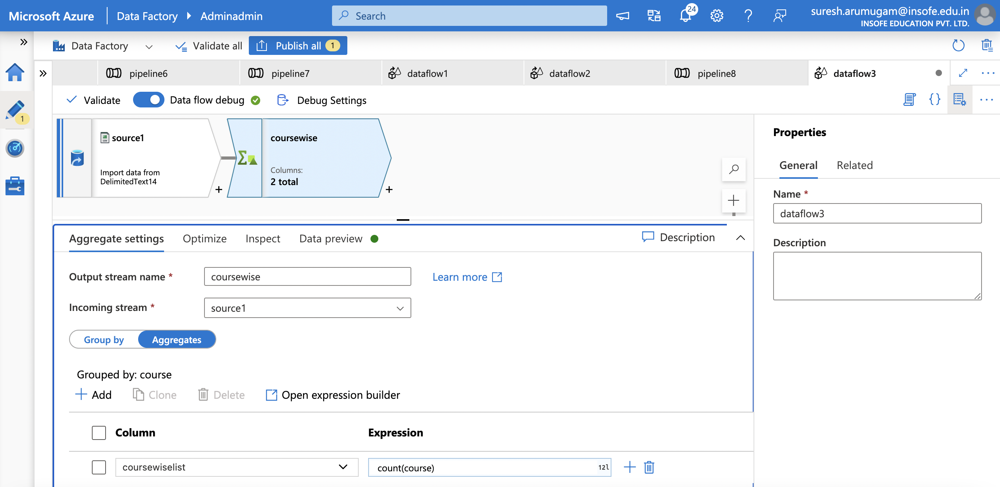 Microsoft Azure
Data Factory
Adminadmin
Search
24
suresh.arumugam@insofe.edu.in
INSOFE EDUCATION PVT. LTD.
Data Factory
Validate all
Publish all 1
pipeline6
pipeline7
dataflow1
dataflow2
pipeline8
dataflow3
1
Validate
Data flow debug
Debug Settings
source1
Import data from
DelimitedText14
coursewise
Columns:
2 total
Properties
General
Related
Name *
dataflow3
Description
Aggregate settings
Optimize
Inspect
Data preview
Description
Output stream name *
coursewise
Learn more
Incoming stream *
source1
Group by
Aggregates
Grouped by: course
Add
Clone
Delete
Open expression builder
Column
Expression
coursewiselist
count(course)
12l